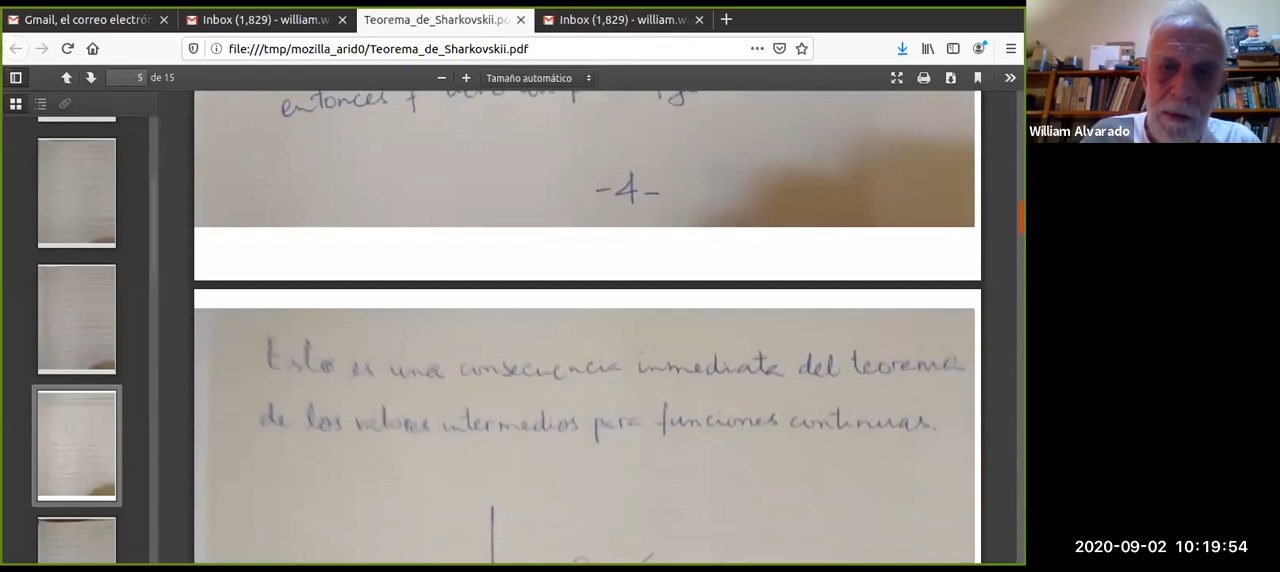 Gmail, el correo electrón
Inbox (1,829) - william.w
Teorema_de_Sharkovskii.p
Inbox (1,829) - william.w
file:///tmp/mozilla_arid0/Teorema_de_Sharkovskii.pdf
5 de 15
Tamaño automático
William Alvarado
entonces f
-4-
Esto es una consecuencia inmediata del teorema
de los valores intermedios para funciones continuas.
2020-09-02 10:19:54